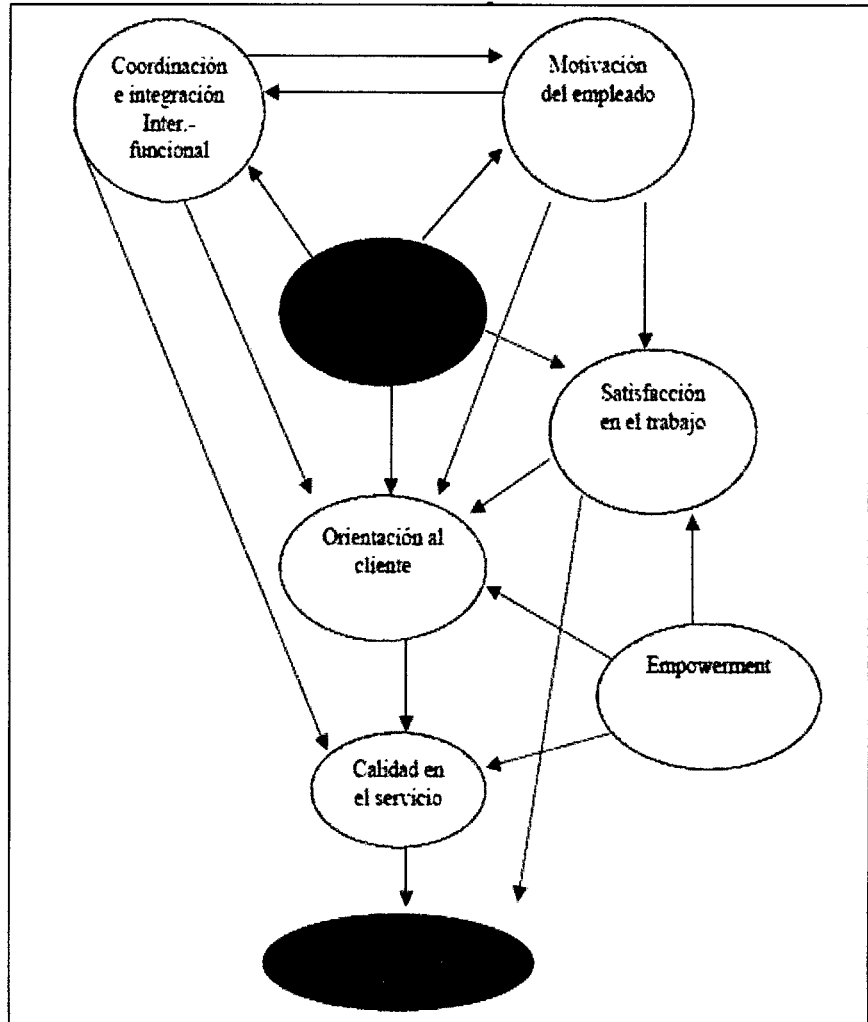 Coordinación
e integración
Inter.-
funcional
Motivación
del empleado
Satisfacción
en el trabajo
Orientación al
cliente
Empowerment
Calidad en
el servicio